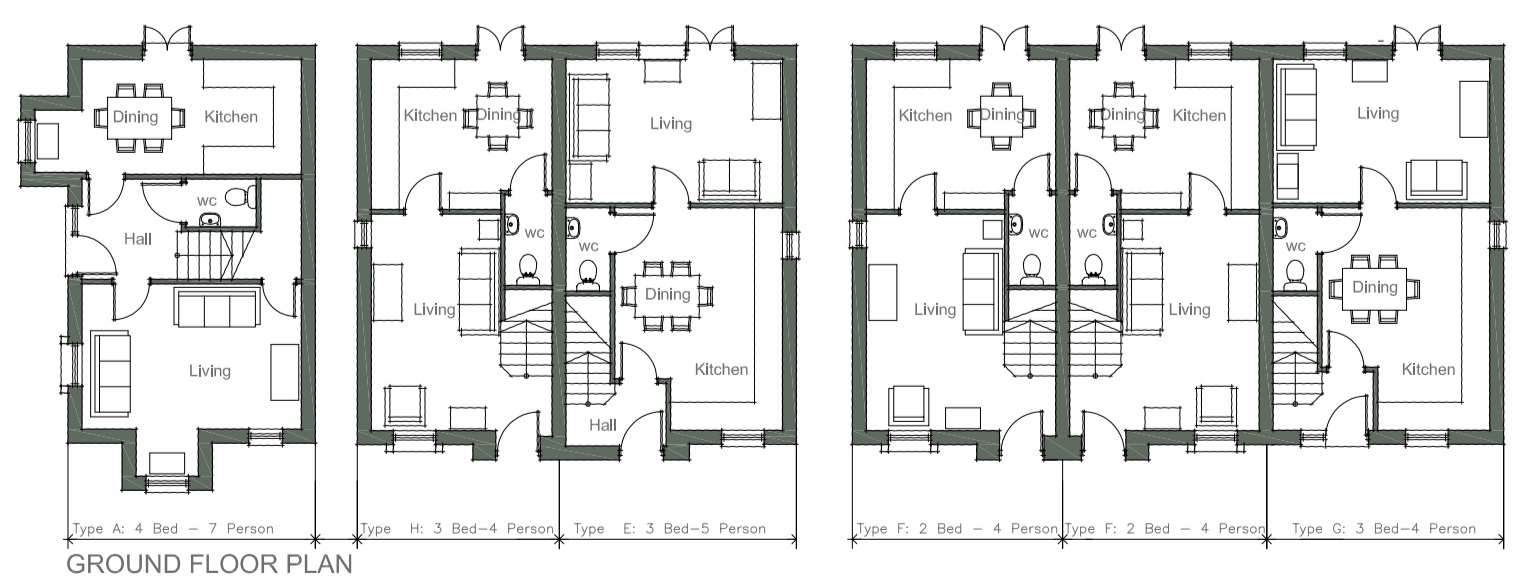 Dining Kitchen
wc
Hall
Living
Kitchen Dining
wc
Living
Living
wc
Dining
Kitchen
Hall
Kitchen Dining
wc
Living
Dining Kitchen
wc
Living
Living
wc
Dining
Kitchen
Type A: 4 Bed - 7 Person
Type H: 3 Bed-4 Person
Type E: 3 Bed-5 Person
Type F: 2 Bed - 4 Person
Type F: 2 Bed - 4 Person
Type G: 3 Bed-4 Person
GROUND FLOOR PLAN